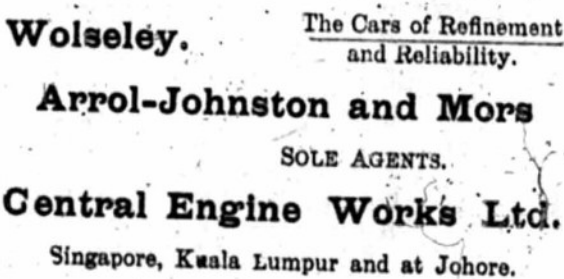 Wolseley.
The Cars of Refinement
and Reliability.
Arrol-Johnston and Mors
SOLE AGENTS.
Central Engine Works Ltd.
Singapore, Kuala Lumpur and at Johore.